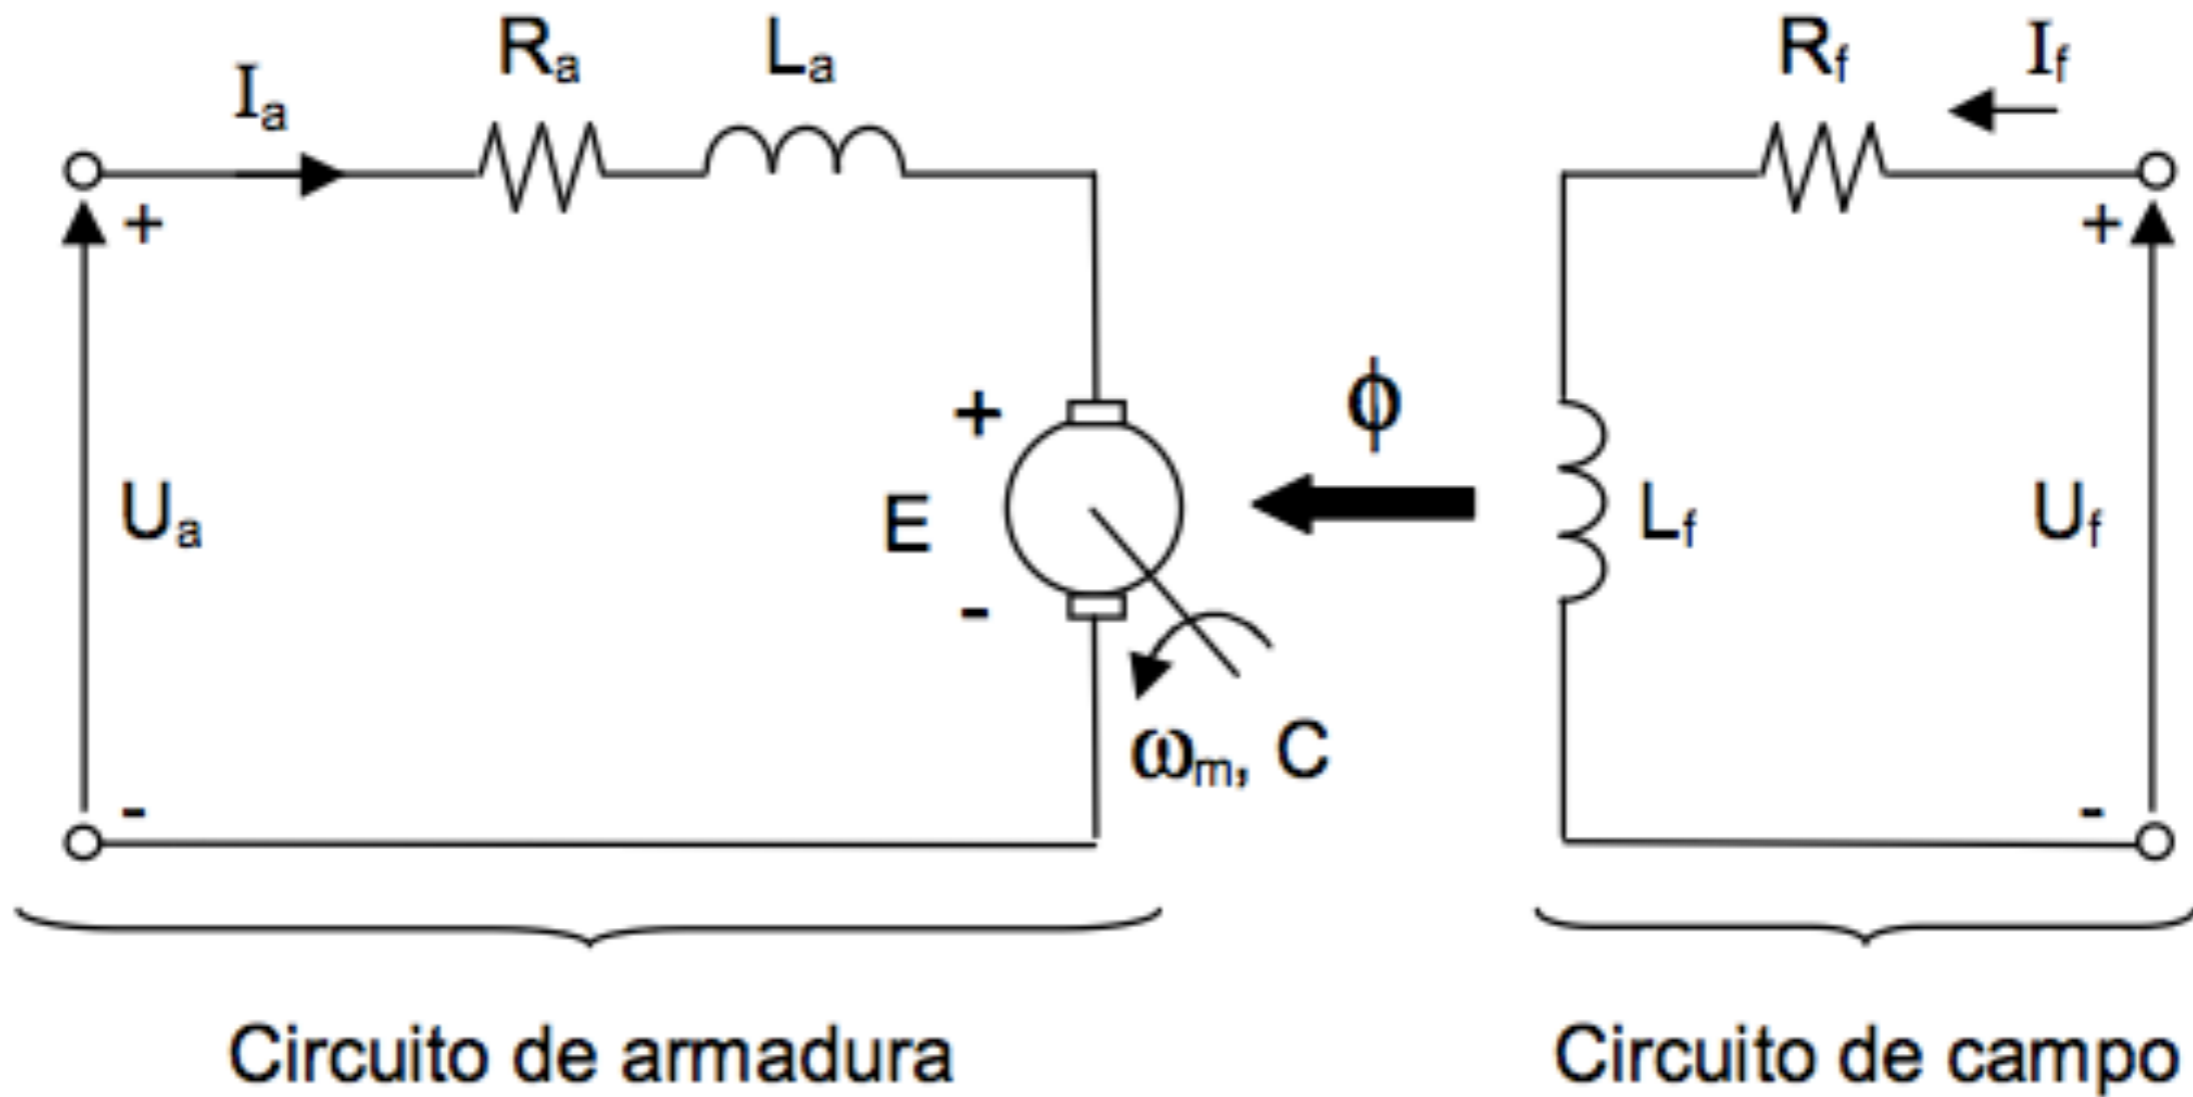 Ia Ra La Rf If
+ +
+ ϕ
Ua E Lf Uf
-
ωm, C
- -
Circuito de armadura Circuito de campo